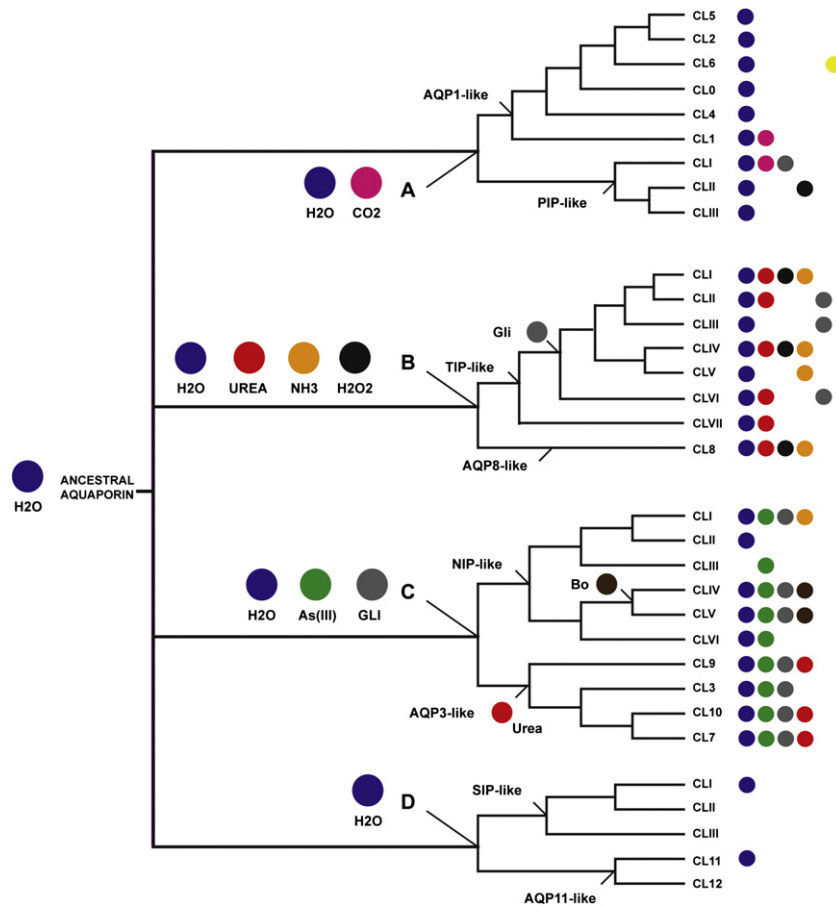 CL5
CL2
CL6
CL0
AQP1-like
CL4
CL1
CLI
A
CLII
H2O CO2
PIP-like
CLIII
CLI
CLII
Gli
CLIII
CLIV
B
TIP-like
CLV
H2O UREA NH3 H2O2
CLVI
CLVII
CL8
AQP8-like
ANCESTRAL
AQUAPORIN
H2O
CLI
CLII
NIP-like
CLIII
Bo
CLIV
C
H2O As(III) GLI
CLV
CLVI
CL9
CL3
AQP3-like
CL10
Urea
CL7
CLI
SIP-like
D
CLII
H2O
CLIII
CL11
CL12
AQP11-like